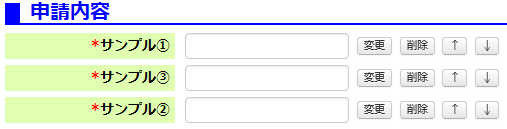 申請内容
*サンプル① 変更 削除 ↑ ↓
*サンプル③ 変更 削除 ↑ ↓
*サンプル② 変更 削除 ↑ ↓